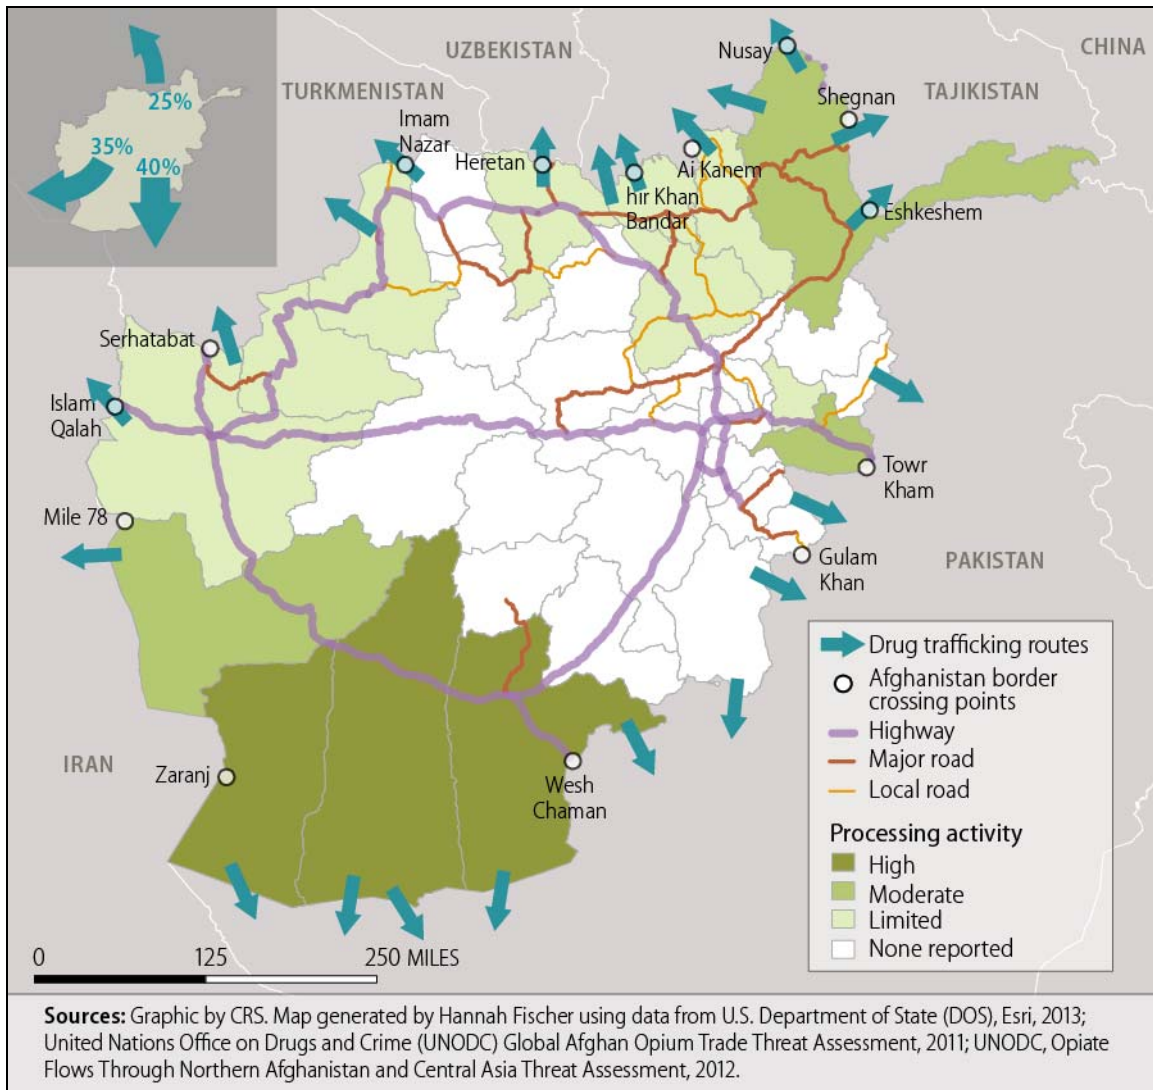 UZBEKISTAN
CHINA
TURKMENISTAN
TAJIKISTAN
25%
35%
40%
Nusay
Shegnan
Imam
Nazar
Heretan
Ai Kanem
hir Khan
Bandar
Eshkeshem
Serhatabat
Islam
Qalah
Towr
Kham
Mile 78
Gulam
Khan
PAKISTAN
IRAN
Zaranj
Wesh
Chaman
Drug trafficking routes
Afghanistan border
crossing points
Highway
Major road
Local road
Processing activity
High
Moderate
Limited
None reported
0 125 250 MILES
Sources: Graphic by CRS. Map generated by Hannah Fischer using data from U.S. Department of State (DOS), Esri, 2013;
United Nations Office on Drugs and Crime (UNODC) Global Afghan Opium Trade Threat Assessment, 2011; UNODC, Opiate
Flows Through Northern Afghanistan and Central Asia Threat Assessment, 2012.